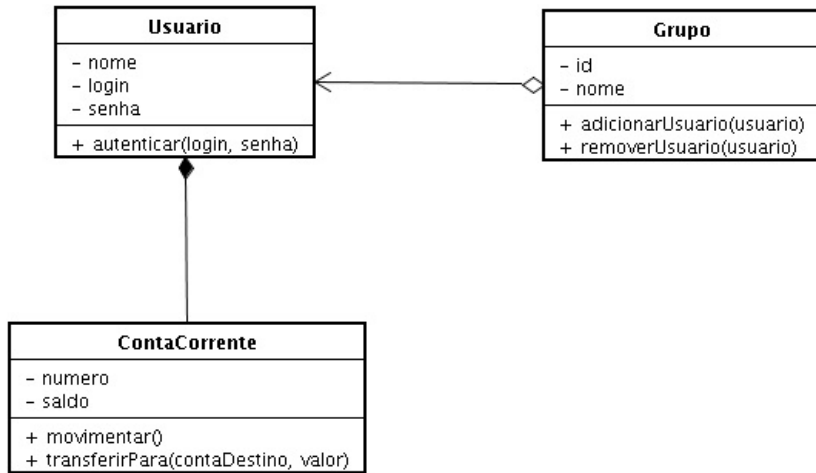 Usuario
- nome
- login
- senha
+ autenticar(login, senha)
Grupo
- id
- nome
+ adicionarUsuario(usuario)
+ removerUsuario(usuario)
ContaCorrente
- numero
- saldo
+ movimentar()
+ transferirPara(contaDestino, valor)